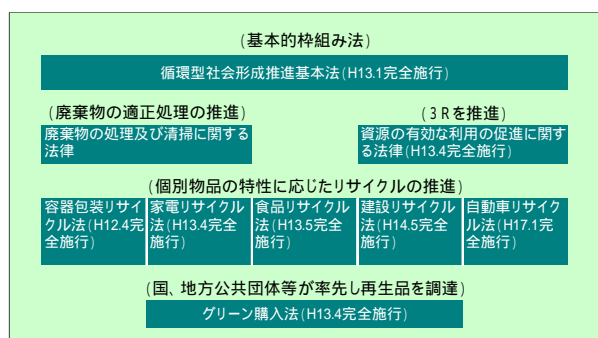 (基本的枠組み法)
循環型社会形成推進基本法(H13.1完全施行)
(廃棄物の適正処理の推進)
(3Rを推進)
廃棄物の処理及び清掃に関する
法律
資源の有効な利用の促進に関す
る法律(H13.4完全施行)
(個別物品の特性に応じたリサイクルの推進)
容器包装リサイ
クル法(H12.4完
全施行)
家電リサイクル
法(H13.4完全
施行)
食品リサイクル
法(H13.5完全
施行)
建設リサイクル
法(H14.5完全
施行)
自動車リサイク
ル法(H17.1完
全施行)
(国、地方公共団体等が率先し再生品を調達)
グリーン購入法(H13.4完全施行)